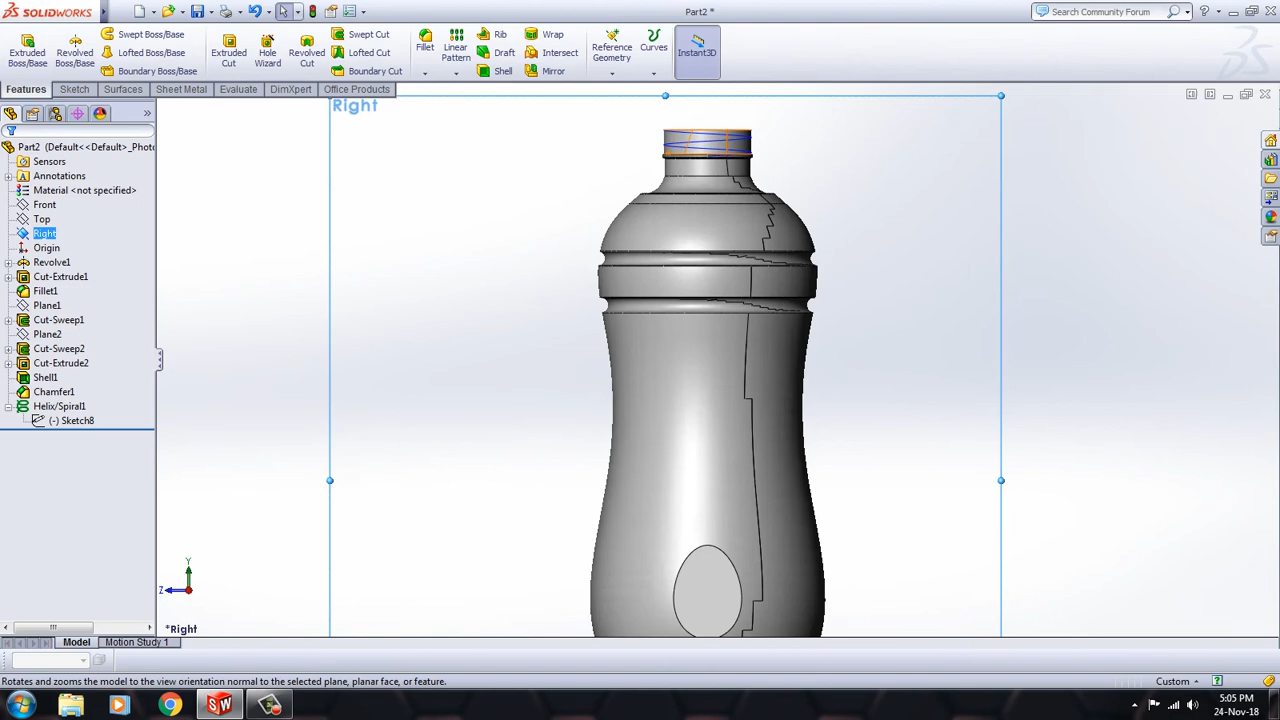 SOLIDWORKS
Part2 *
Search Community Forum
Extruded Boss/Base
Revolved Boss/Base
Swept Boss/Base
Lofted Boss/Base
Boundary Boss/Base
Extruded Cut
Hole Wizard
Revolved Cut
Swept Cut
Lofted Cut
Boundary Cut
Fillet
Linear Pattern
Rib
Draft
Shell
Wrap
Intersect
Mirror
Reference Geometry
Curves
Instant3D
Features
Sketch
Surfaces
Sheet Metal
Evaluate
DimXpert
Office Products
Part2 (Default<<Default>_Photo
Sensors
Annotations
Material <not specified>
Front
Top
Right
Origin
Revolve1
Cut-Extrude1
Fillet1
Plane1
Cut-Sweep1
Plane2
Cut-Sweep2
Cut-Extrude2
Shell1
Chamfer1
Helix/Spiral1
(-) Sketch8
Right
Y
Z
*Right
Model
Motion Study 1
Rotates and zooms the model to the view orientation normal to the selected plane, planar face, or feature.
Custom
5:05 PM
24-Nov-18